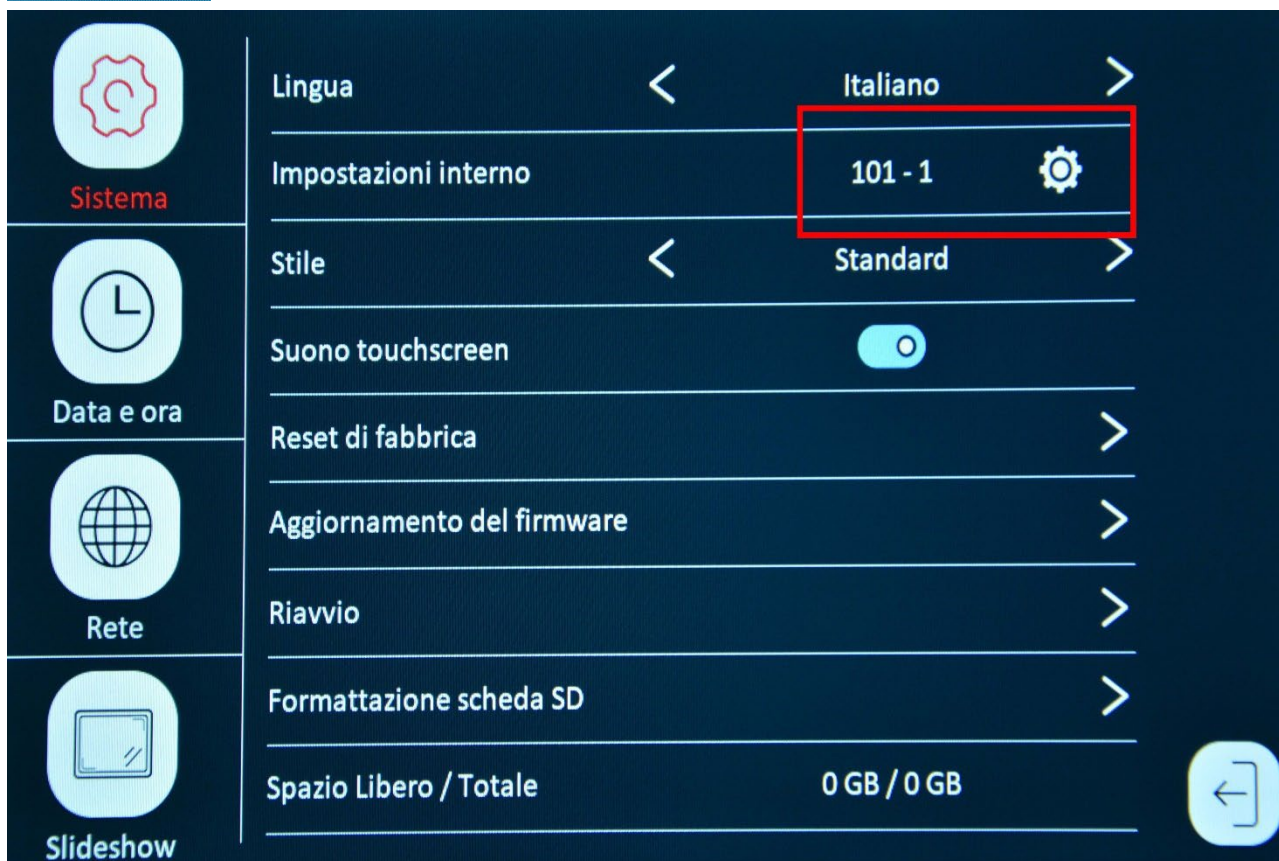 Sistema
Data e ora
Rete
Slideshow
Lingua Italiano
Impostazioni interno 101 - 1
Stile Standard
Suono touchscreen
Reset di fabbrica
Aggiornamento del firmware
Riavvio
Formattazione scheda SD
Spazio Libero / Totale 0 GB / 0 GB